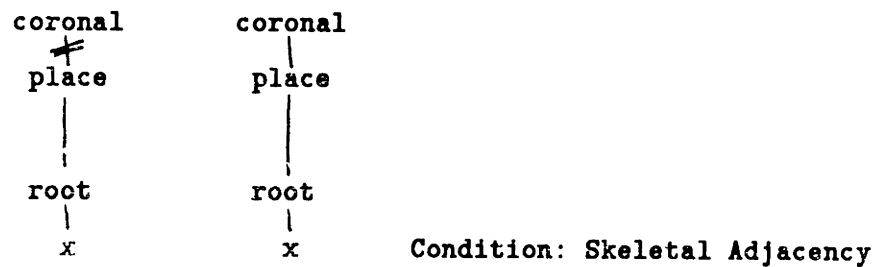 coronal coronal
place place
root root
x x Condition: Skeletal Adjacency